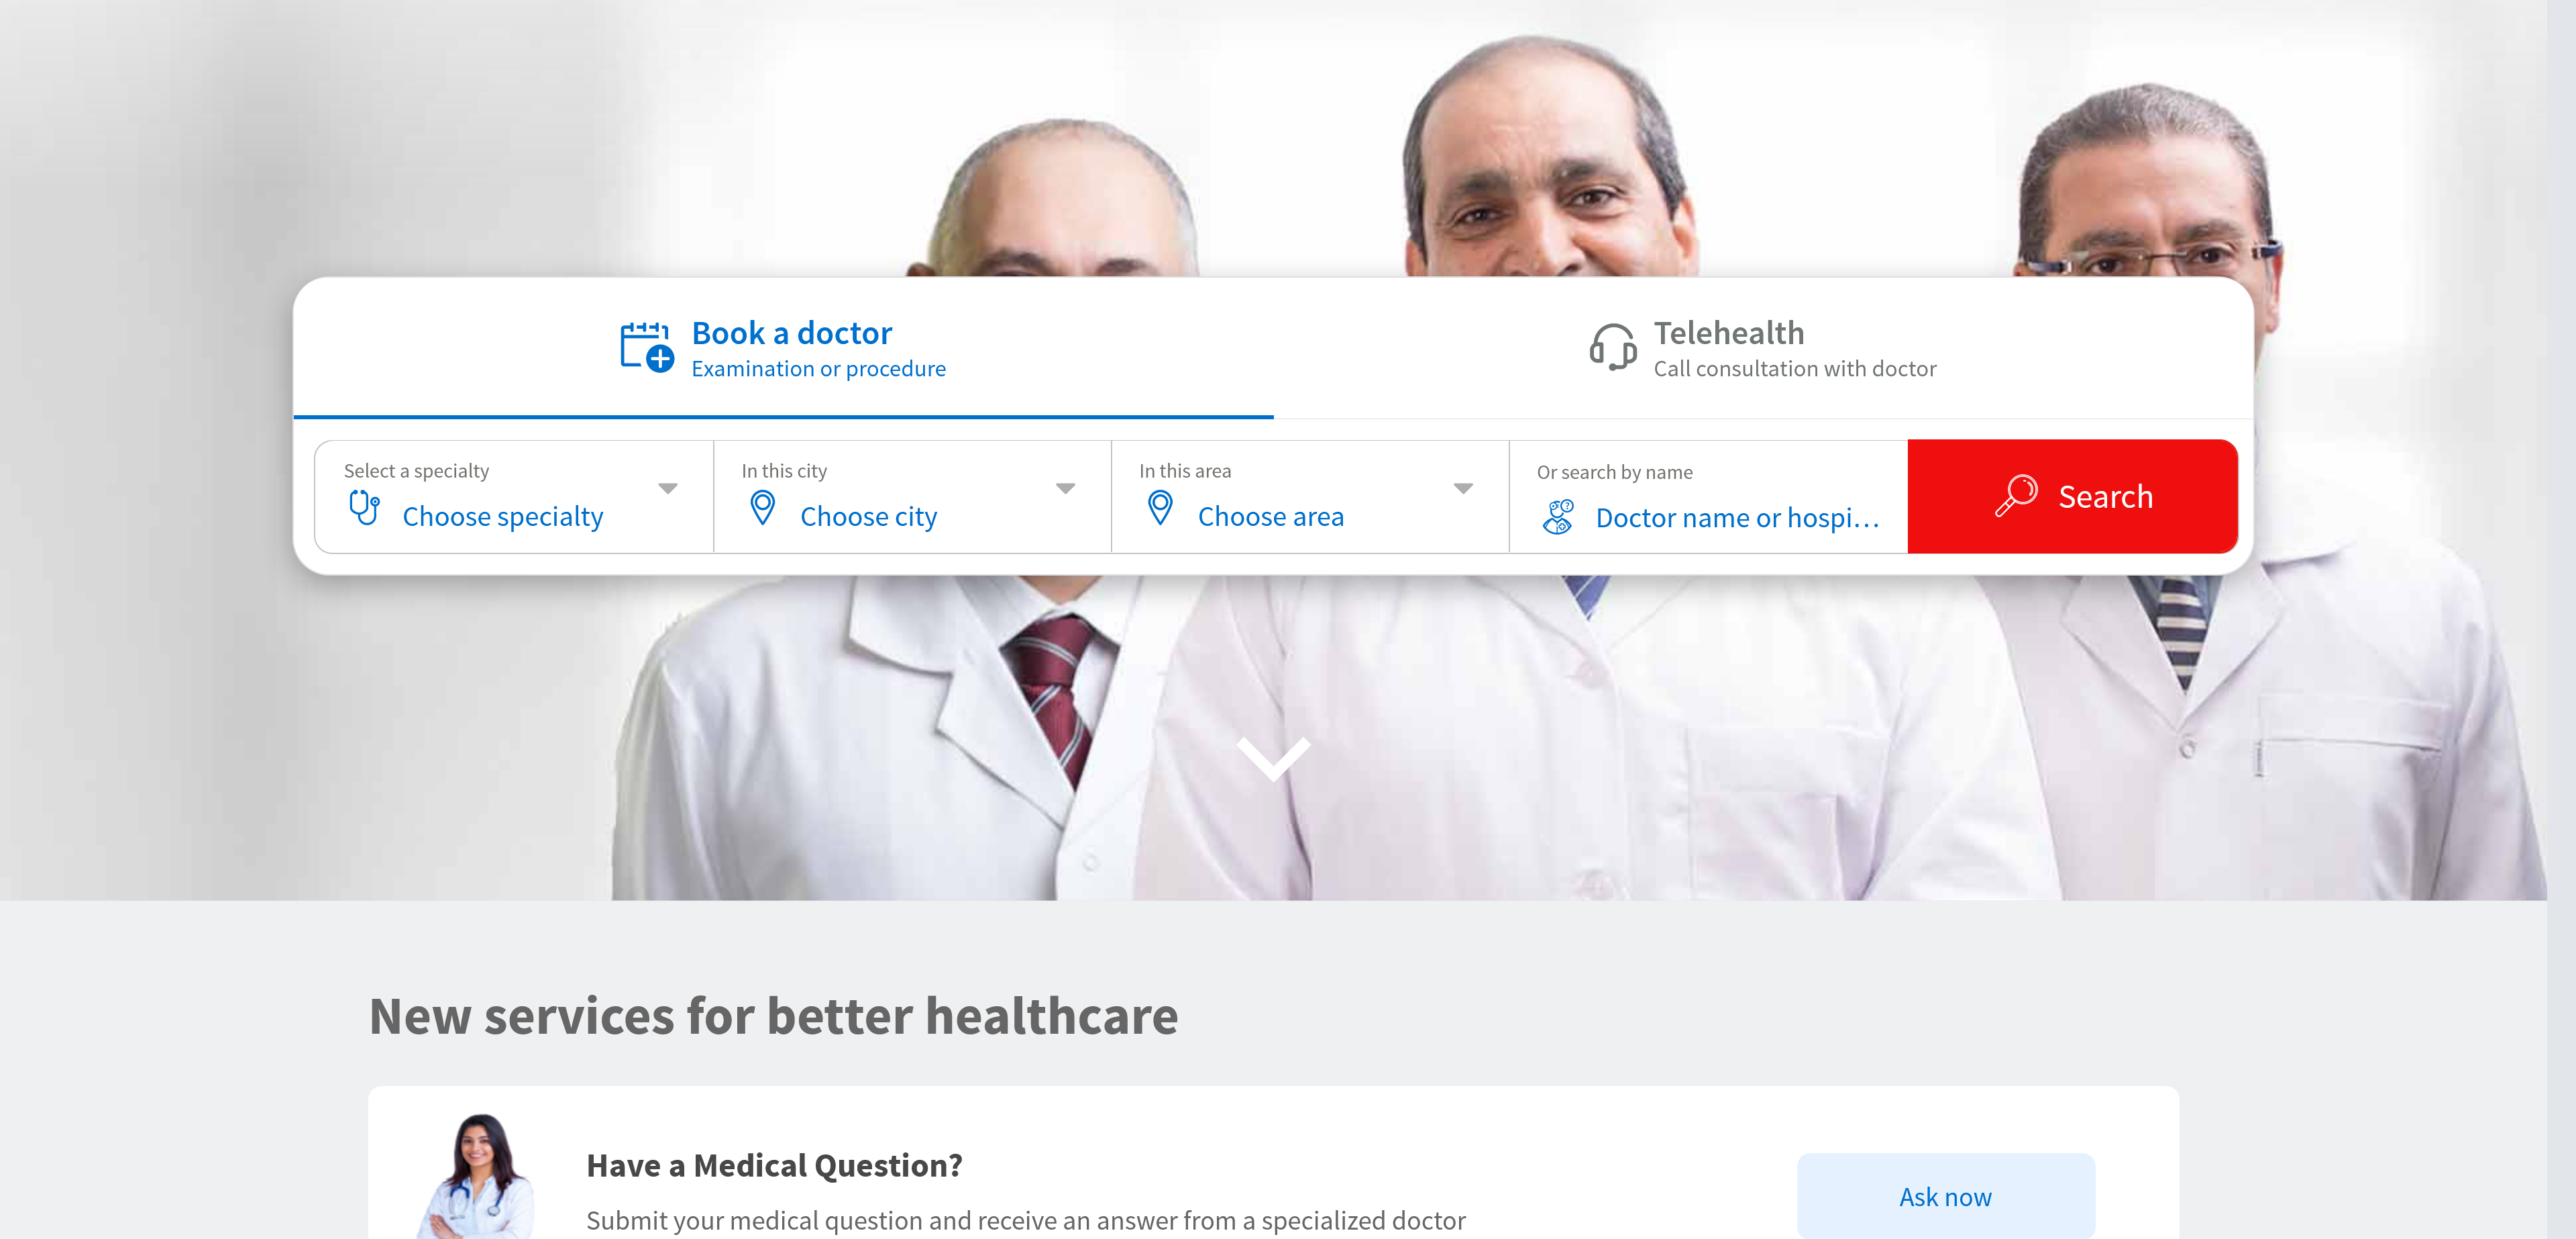 Book a doctor
Examination or procedure
Telehealth
Call consultation with doctor
Select a specialty
Choose specialty
In this city
Choose city
In this area
Choose area
Or search by name
Doctor name or hospi...
Search
New services for better healthcare
Have a Medical Question?
Submit your medical question and receive an answer from a specialized doctor
Ask now